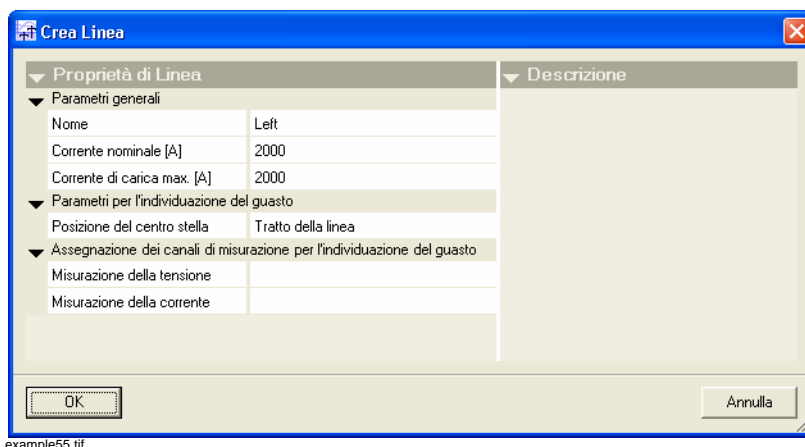 Crea Linea
Proprietà di Linea
Descrizione
Parametri generali
Nome Left
Corrente nominale [A] 2000
Corrente di carica max. [A] 2000
Parametri per l'individuazione del guasto
Posizione del centro stella Tratto della linea
Assegnazione dei canali di misurazione per l'individuazione del guasto
Misurazione della tensione
Misurazione della corrente
OK
Annulla
example55.tif